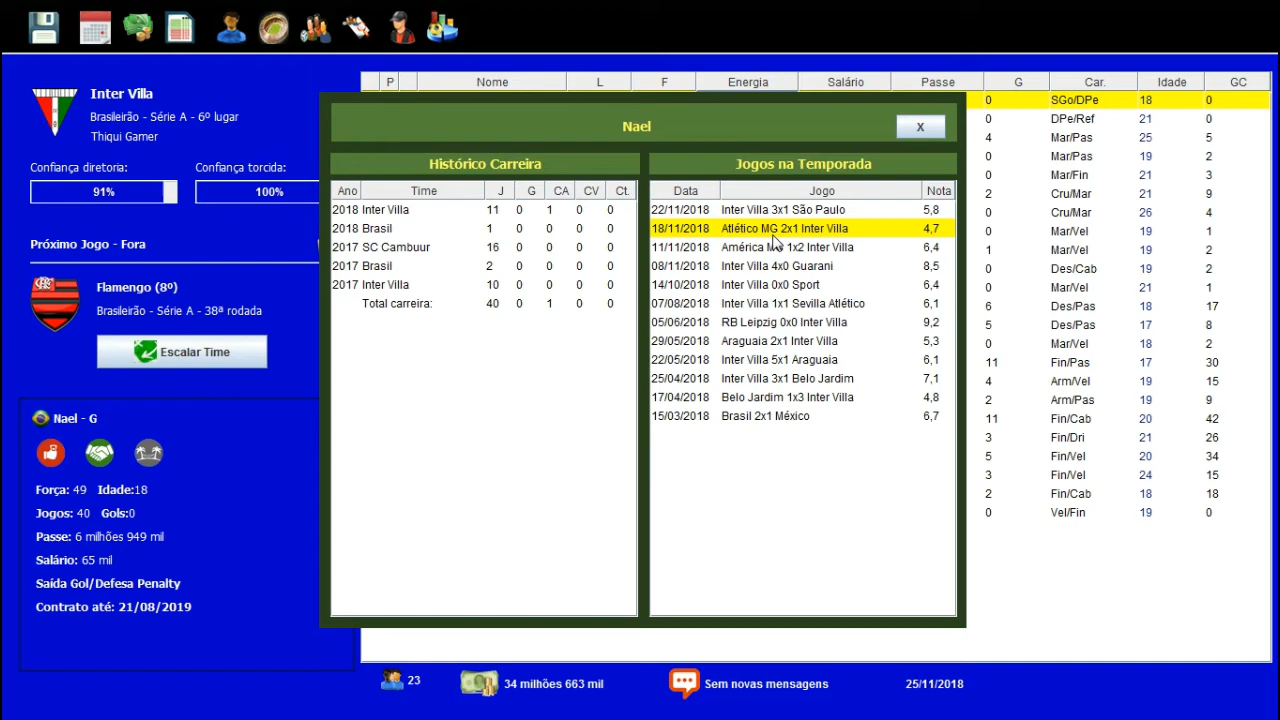 Inter Villa
Brasileirão - Série A - 6º lugar
Thiqui Gamer
Confiança diretoria: Confiança torcida:
91% 100%
Próximo Jogo - Fora
Flamengo (8º)
Brasileirão - Série A - 38ª rodada
Escalar Time
Nael - G
Força: 49 Idade:18
Jogos: 40 Gols:0
Passe: 6 milhões 949 mil
Salário: 65 mil
Saída Gol/Defesa Penalty
Contrato até: 21/08/2019
P Nome L F Energia Salário Passe G Car. Idade GC
Nael X
Histórico Carreira
Ano Time J G CA CV Ct.
2018 Inter Villa 11 0 1 0 0
2018 Brasil 1 0 0 0 0
2017 SC Cambuur 16 0 0 0 0
2017 Brasil 2 0 0 0 0
2017 Inter Villa 10 0 0 0 0
Total carreira: 40 0 1 0 0
Jogos na Temporada
Data Jogo Nota
22/11/2018 Inter Villa 3x1 São Paulo 5,8
18/11/2018 Atlético MG 2x1 Inter Villa 4,7
11/11/2018 América MG 1x2 Inter Villa 6,4
08/11/2018 Inter Villa 4x0 Guarani 8,5
14/10/2018 Inter Villa 0x0 Sport 6,4
07/08/2018 Inter Villa 1x1 Sevilla Atlético 6,1
05/06/2018 RB Leipzig 0x0 Inter Villa 9,2
29/05/2018 Araguaia 2x1 Inter Villa 5,3
22/05/2018 Inter Villa 5x1 Araguaia 6,1
25/04/2018 Inter Villa 3x1 Belo Jardim 7,1
17/04/2018 Belo Jardim 1x3 Inter Villa 4,8
15/03/2018 Brasil 2x1 México 6,7
0 SGo/DPe 18 0
0 DPe/Ref 21 0
4 Mar/Pas 25 5
0 Mar/Pas 19 2
0 Mar/Fin 21 3
2 Cru/Mar 21 9
0 Cru/Mar 26 4
0 Mar/Vel 19 1
1 Mar/Vel 19 2
0 Des/Cab 19 2
0 Mar/Vel 21 1
6 Des/Pas 18 17
5 Des/Pas 17 8
0 Mar/Vel 18 2
11 Fin/Pas 17 30
4 Arm/Vel 19 15
2 Arm/Pas 19 9
11 Fin/Cab 20 42
3 Fin/Dri 21 26
5 Fin/Vel 20 34
3 Fin/Vel 24 15
2 Fin/Cab 18 18
0 Vel/Fin 19 0
23 34 milhões 663 mil Sem novas mensagens 25/11/2018